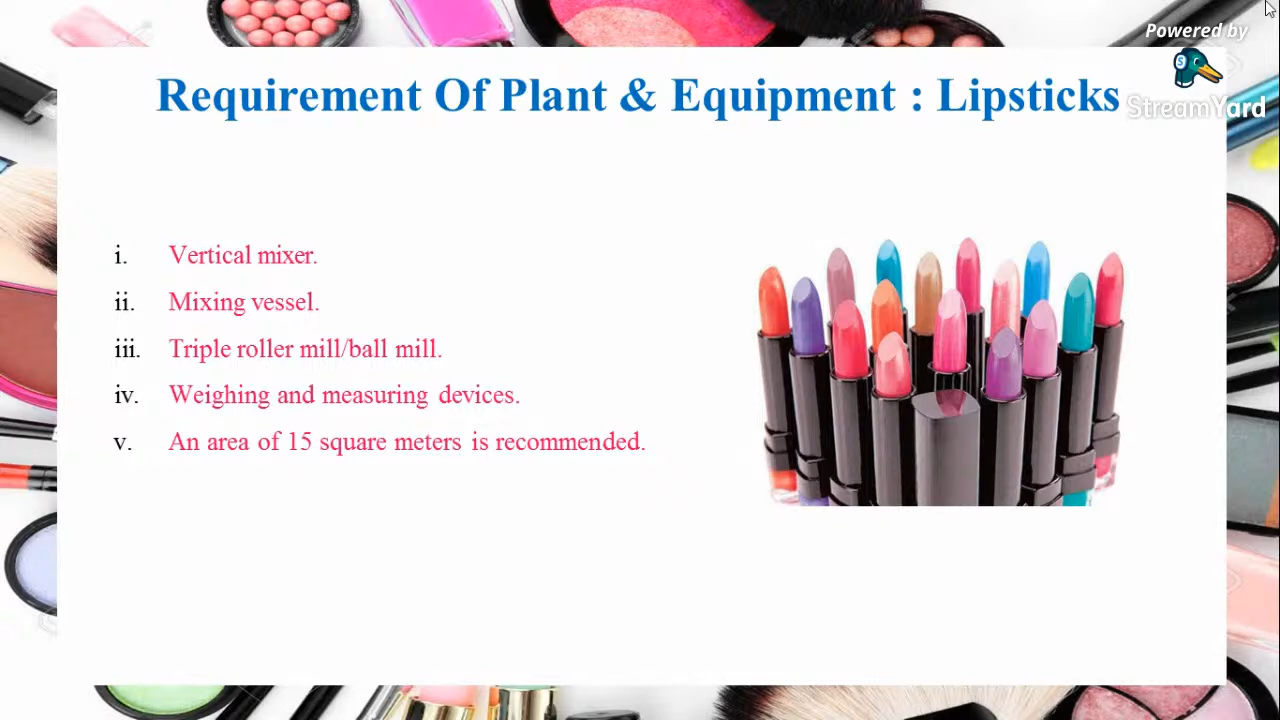 Powered by
StreamYard
Requirement Of Plant & Equipment : Lipsticks
i. Vertical mixer.
ii. Mixing vessel.
iii. Triple roller mill/ball mill.
iv. Weighing and measuring devices.
v. An area of 15 square meters is recommended.